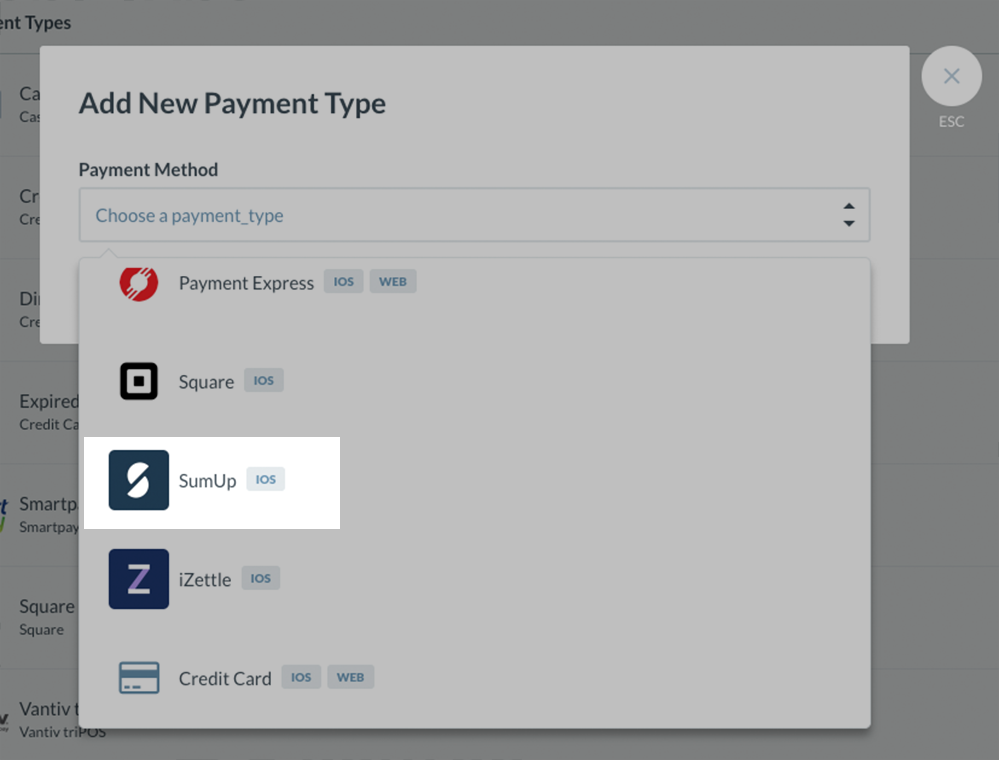 ent Types
Add New Payment Type
ESC
Payment Method
Choose a payment_type
Payment Express IOS WEB
Square IOS
SumUp IOS
iZettle IOS
Credit Card IOS WEB
Ca
Cas
Cr
Cre
Di
Cre
Expired
Credit Ca
Smartp
Smartpay
Square
Square
Vantiv t
Vantiv triPOS